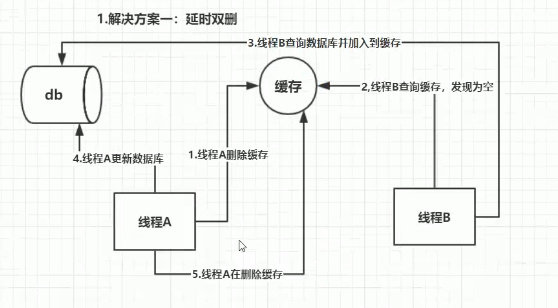 1.解决方案一：延时双删
3.线程B查询数据库并加入到缓存
db
缓存
2,线程B查询缓存，发现为空
4.线程A更新数据库
1.线程A删除缓存
线程A
线程B
5.线程A在删除缓存